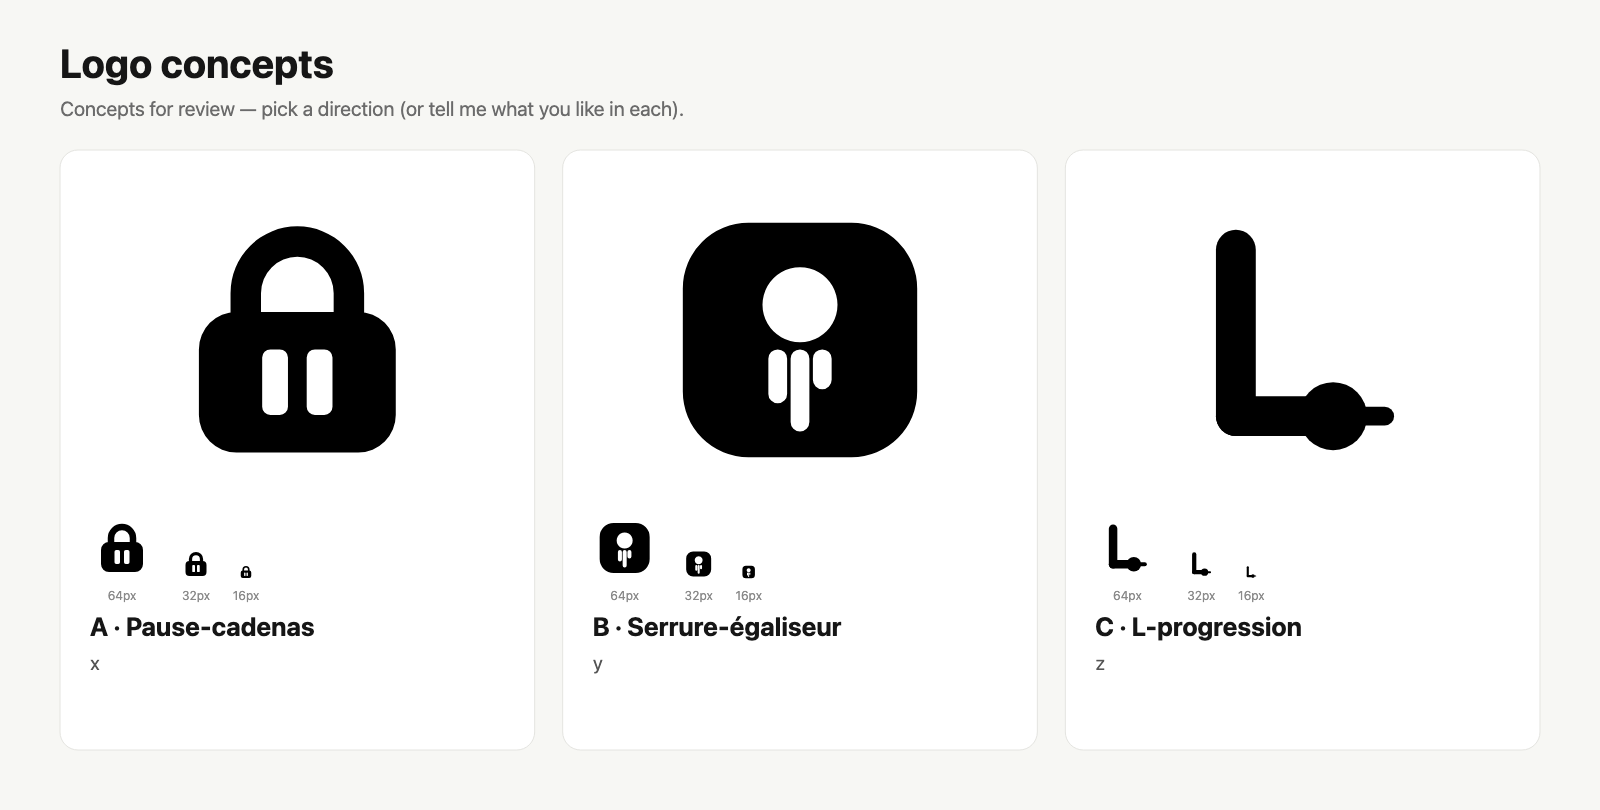 Logo concepts
Concepts for review — pick a direction (or tell me what you like in each).
64px 32px 16px
A · Pause-cadenas
x
64px 32px 16px
B · Serrure-égaliseur
y
64px 32px 16px
C · L-progression
z